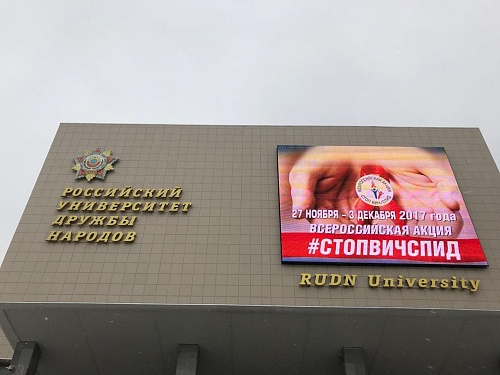 РОССИЙСКИЙ
УНИВЕРСИТЕТ
ДРУЖБЫ
НАРОДОВ
27 НОЯБРЯ - 3 ДЕКАБРЯ 2017 года
ВСЕРОССИЙСКАЯ АКЦИЯ
#СТОПВИЧСПИД
RUDN University